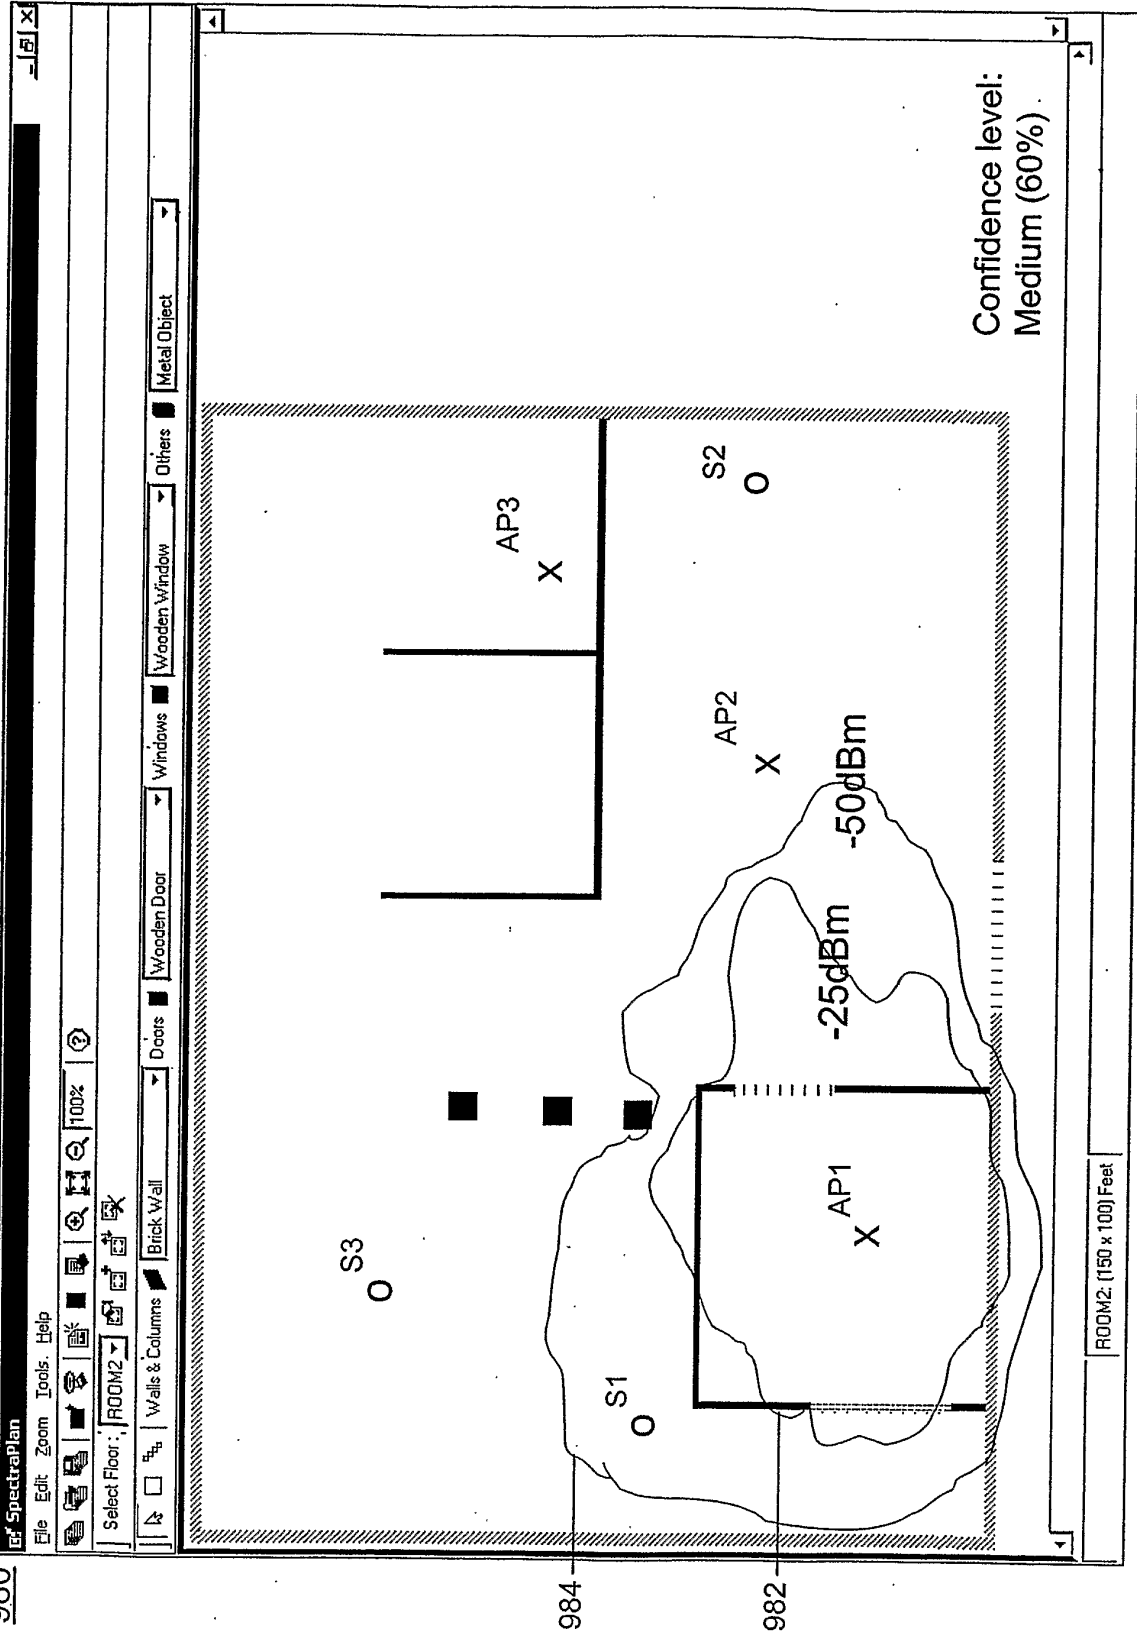 SpectraPlan
File Edit Zoom Tools. Help
100%
Select Floor: ROOM2
Walls & Columns Brick Wall Doors Wooden Door Windows Wooden Window Others Metal Object
S3
S1
AP1
AP3
AP2
S2
-25dBm
-50dBm
984
982
Confidence level:
Medium (60%)
ROOM2: (150 x 100) Feet